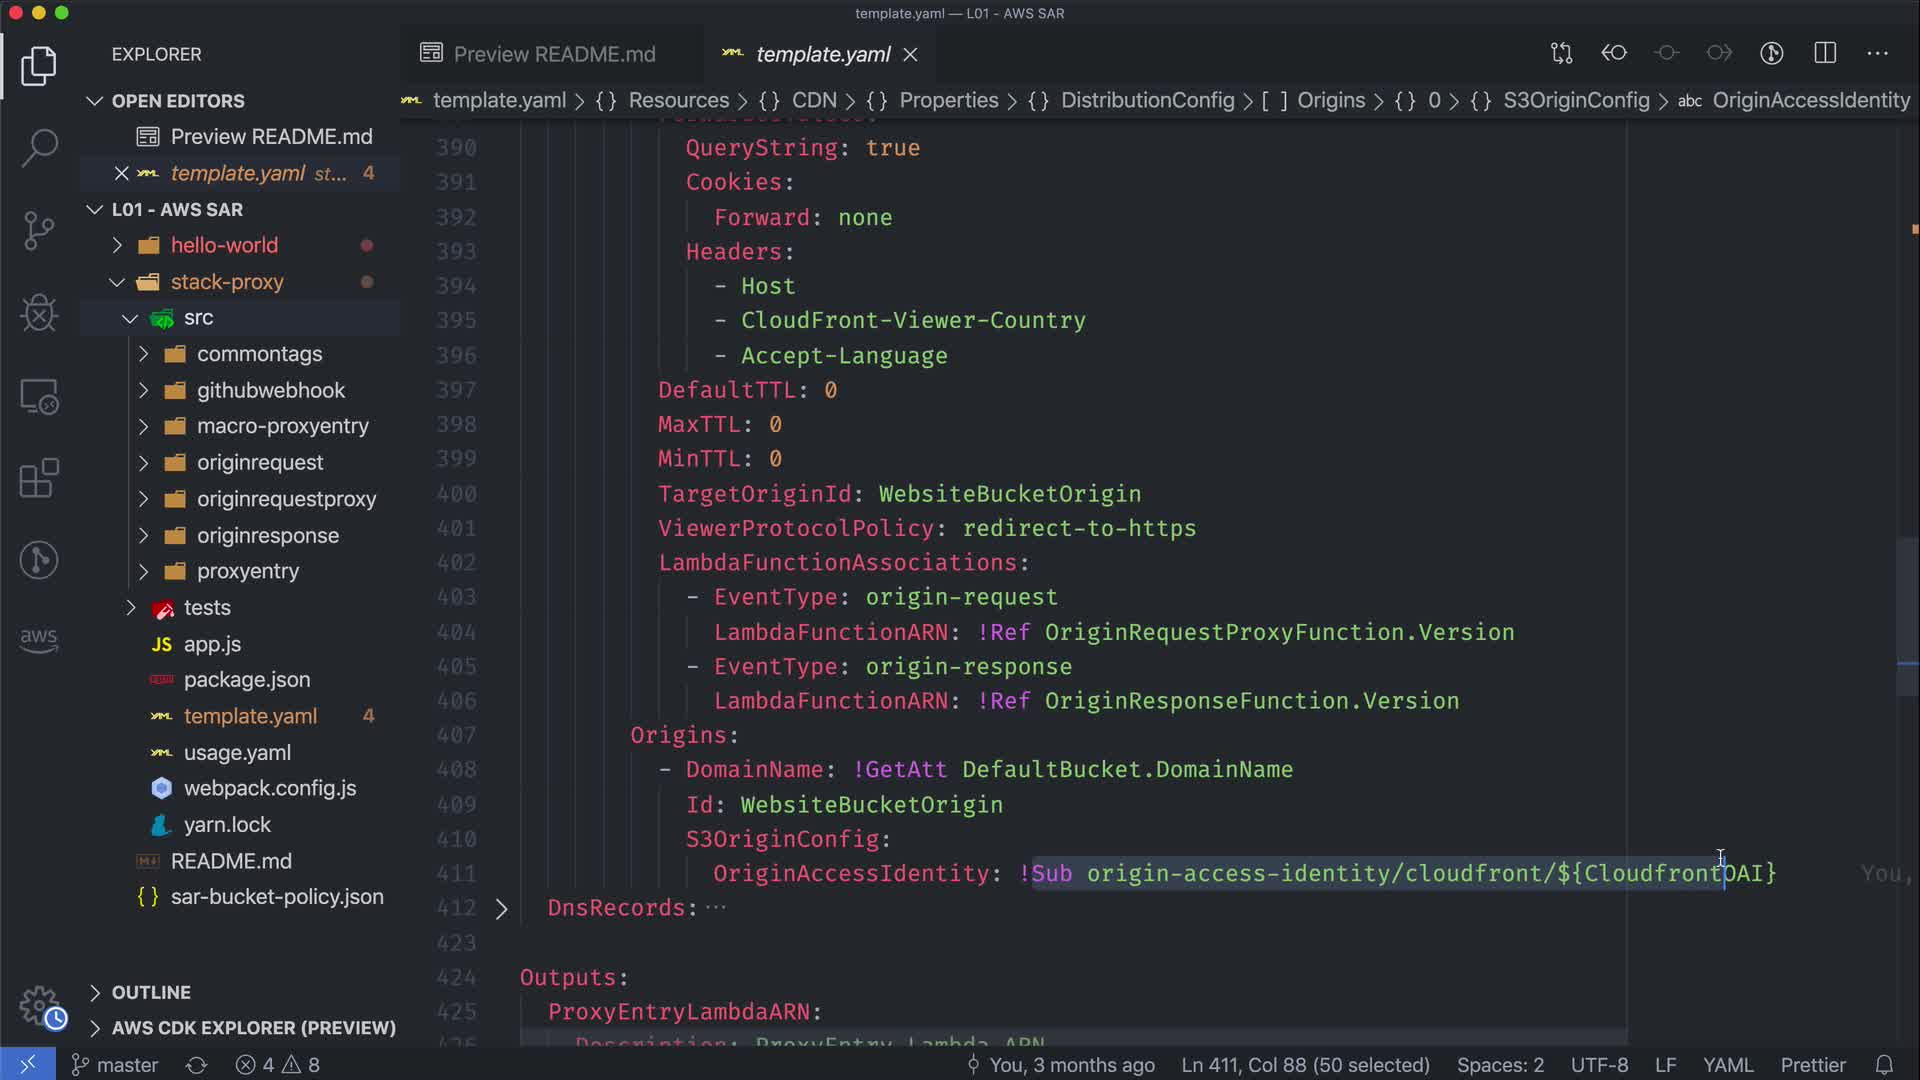 template.yaml — L01 - AWS SAR
EXPLORER
Preview README.md
template.yaml
OPEN EDITORS
template.yaml
Resources
CDN
Properties
DistributionConfig
Origins
0
S3OriginConfig
abc OriginAccessIdentity
Preview README.md
template.yaml st... 4
L01 - AWS SAR
hello-world
stack-proxy
src
commontags
githubwebhook
macro-proxyentry
originrequest
originrequestproxy
originresponse
proxyentry
tests
JS app.js
package.json
template.yaml 4
usage.yaml
webpack.config.js
yarn.lock
README.md
sar-bucket-policy.json
OUTLINE
AWS CDK EXPLORER (PREVIEW)
aws
390 QueryString: true
391 Cookies:
392 Forward: none
393 Headers:
394 - Host
395 - CloudFront-Viewer-Country
396 - Accept-Language
397 DefaultTTL: 0
398 MaxTTL: 0
399 MinTTL: 0
400 TargetOriginId: WebsiteBucketOrigin
401 ViewerProtocolPolicy: redirect-to-https
402 LambdaFunctionAssociations:
403 - EventType: origin-request
404 LambdaFunctionARN: !Ref OriginRequestProxyFunction.Version
405 - EventType: origin-response
406 LambdaFunctionARN: !Ref OriginResponseFunction.Version
407 Origins:
408 - DomainName: !GetAtt DefaultBucket.DomainName
409 Id: WebsiteBucketOrigin
410 S3OriginConfig:
411 OriginAccessIdentity: !Sub origin-access-identity/cloudfront/${CloudfrontOAI} You,
412 DnsRecords: ...
423
424 Outputs:
425 ProxyEntryLambdaARN:
426 Description: ProxyEntry Lambda ARN
master
4
8
You, 3 months ago
Ln 411, Col 88 (50 selected)
Spaces: 2
UTF-8
LF
YAML
Prettier